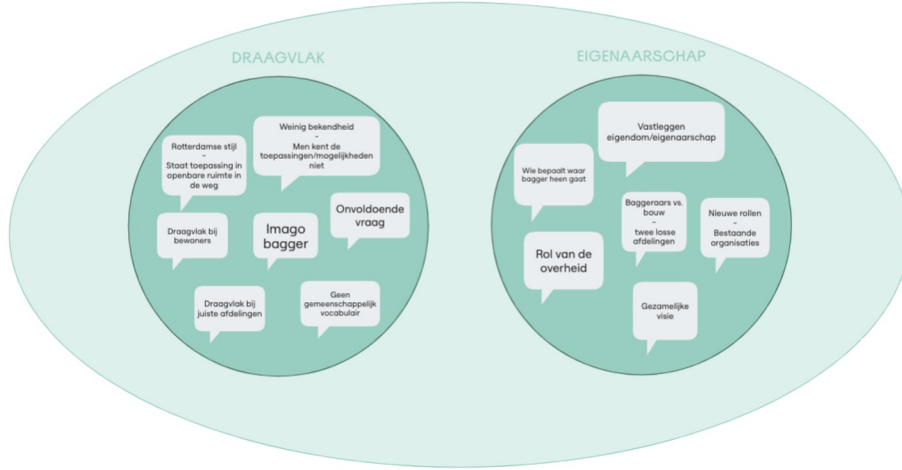 DRAAGVLAK
Rotterdamse stijl
-
Staat toepassing in
openbare ruimte in
de weg
Weinig bekendheid
-
Men kent de
toepassingen/mogelijkheden
niet
Draagvlak bij
bewoners
Imago
bagger
Onvoldoende
vraag
Draagvlak bij
juiste afdelingen
Geen
gemeenschappelijk
vocabulair
EIGENAARSCHAP
Vastleggen
eigendom/eigenaarschap
Wie bepaalt waar
bagger heen gaat
Baggeraars vs.
bouw
-
twee losse
afdelingen
Nieuwe rollen
-
Bestaande
organisaties
Rol van de
overheid
Gezamelijke
visie